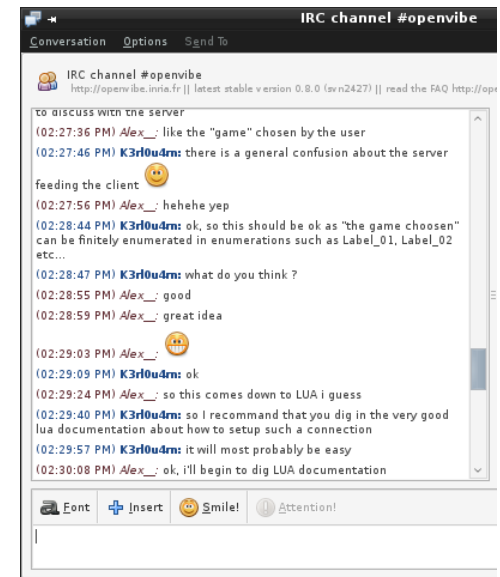 IRC channel #openvibe
Conversation Options Send To
IRC channel #openvibe
http://openvibe.inria.fr || latest stable version 0.8.0 (svn2427) || read the FAQ http://ope
to discuss with the server
(02:27:36 PM) Alex__: like the "game" chosen by the user
(02:27:46 PM) K3rl0u4rn: there is a general confusion about the server
feeding the client
(02:27:56 PM) Alex__: hehehe yep
(02:28:44 PM) K3rl0u4rn: ok, so this should be ok as "the game choosen"
can be finitely enumerated in enumerations such as Label_01, Label_02
etc...
(02:28:47 PM) K3rl0u4rn: what do you think ?
(02:28:55 PM) Alex__: good
(02:28:59 PM) Alex__: great idea
(02:29:03 PM) Alex__:
(02:29:09 PM) K3rl0u4rn: ok
(02:29:24 PM) Alex__: so this comes down to LUA i guess
(02:29:40 PM) K3rl0u4rn: so I recommand that you dig in the very good
lua documentation about how to setup such a connection
(02:29:57 PM) K3rl0u4rn: it will most probably be easy
(02:30:08 PM) Alex__: ok, i'll begin to dig LUA documentation
Font Insert Smile! Attention!